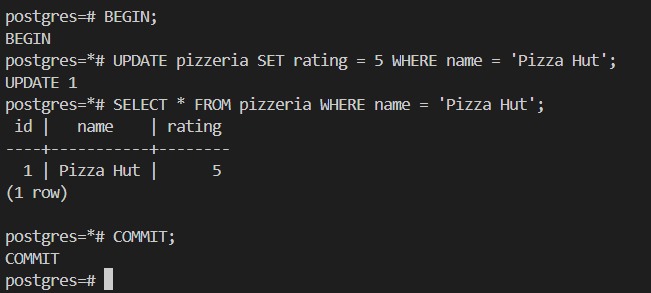 postgres=# BEGIN;
BEGIN
postgres=*# UPDATE pizzeria SET rating = 5 WHERE name = 'Pizza Hut';
UPDATE 1
postgres=*# SELECT * FROM pizzeria WHERE name = 'Pizza Hut';
 id |   name    | rating
----+-----------+--------
  1 | Pizza Hut |      5
(1 row)

postgres=*# COMMIT;
COMMIT
postgres=#